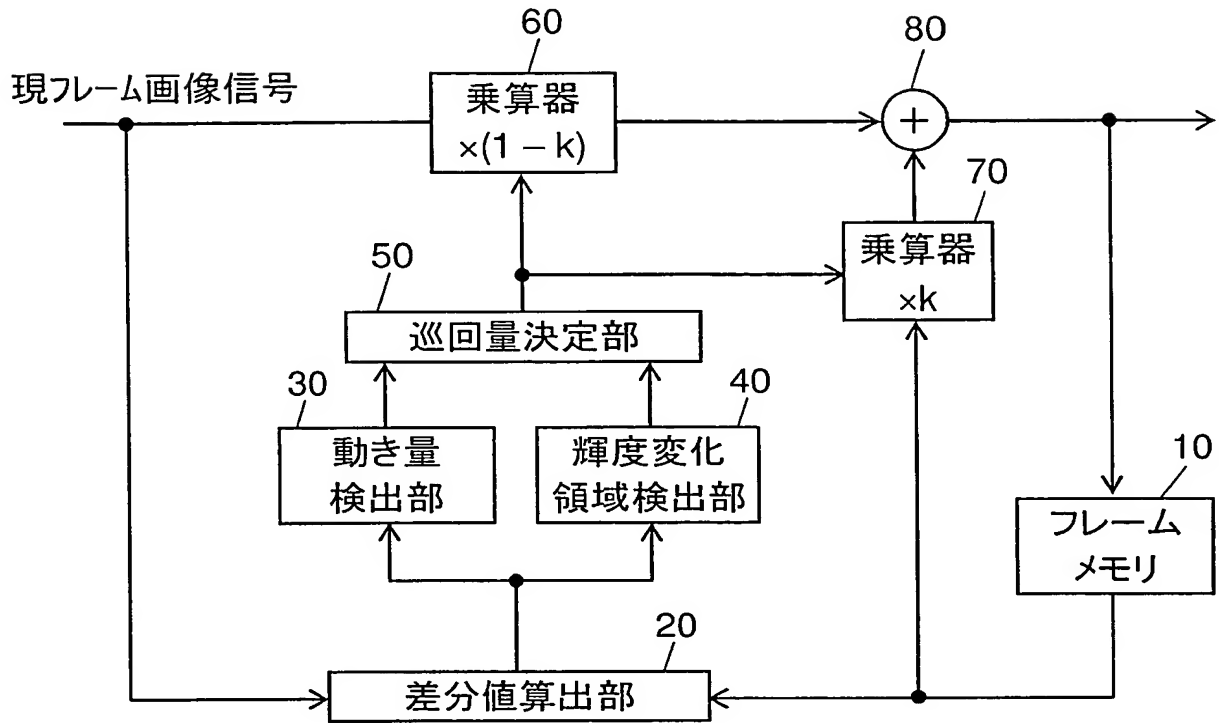 60
80
現フレーム画像信号
乗算器
×(1 − k)
+
70
乗算器
×k
50
巡回量決定部
30
40
動き量
検出部
輝度変化
領域検出部
10
フレーム
メモリ
20
差分値算出部